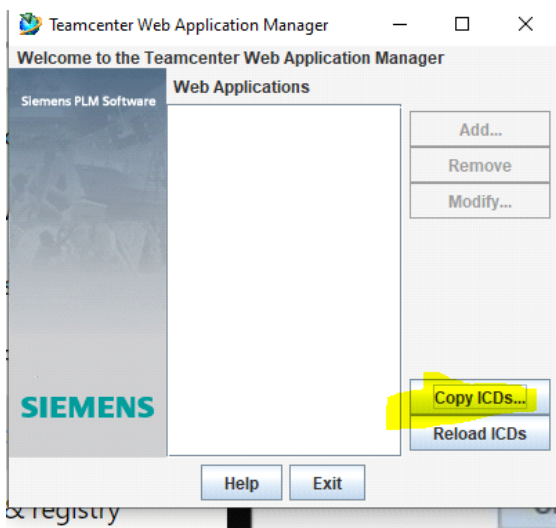 Teamcenter Web Application Manager
Welcome to the Teamcenter Web Application Manager
Siemens PLM Software
Web Applications
Add...
Remove
Modify...
Copy ICDs...
Reload ICDs
SIEMENS
Help
Exit
& registry